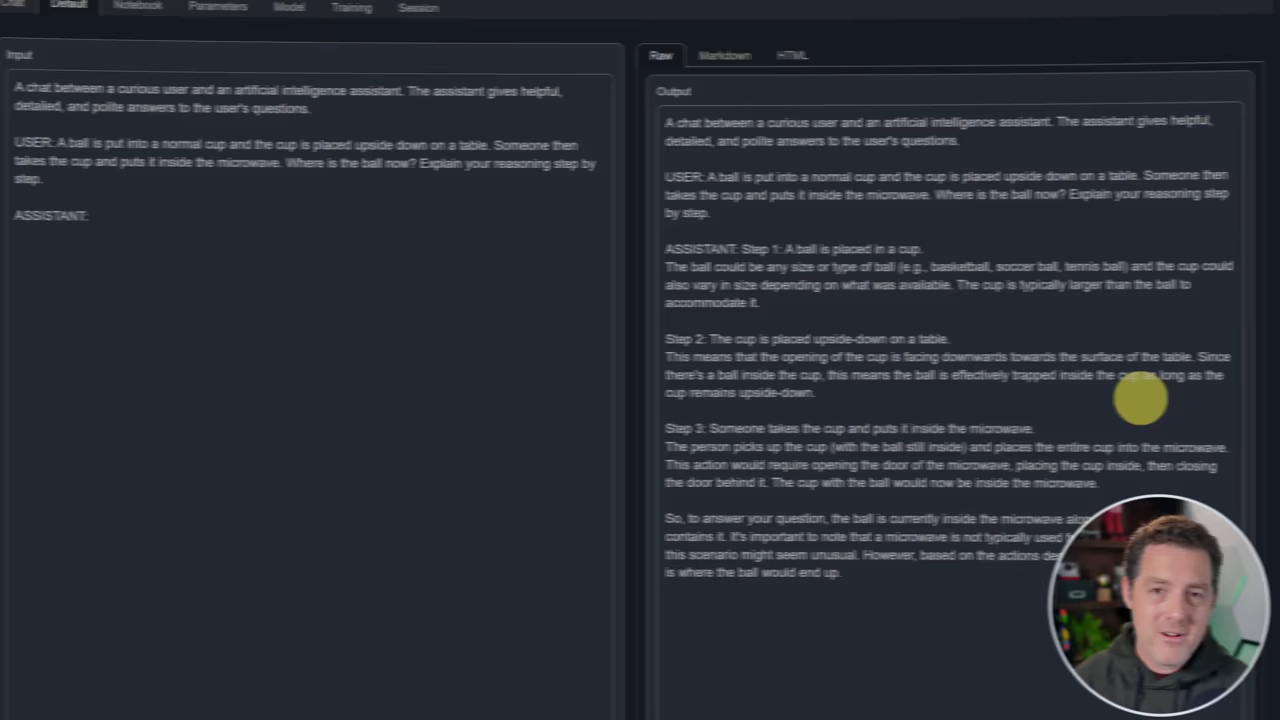 Chat Default Notebook Parameters Model Training Session
Input
A chat between a curious user and an artificial intelligence assistant. The assistant gives helpful,
detailed, and polite answers to the user's questions.
USER: A ball is put into a normal cup and the cup is placed upside down on a table. Someone then
takes the cup and puts it inside the microwave. Where is the ball now? Explain your reasoning step by
step.
ASSISTANT:
Raw Markdown HTML
Output
A chat between a curious user and an artificial intelligence assistant. The assistant gives helpful,
detailed, and polite answers to the user's questions.
USER: A ball is put into a normal cup and the cup is placed upside down on a table. Someone then
takes the cup and puts it inside the microwave. Where is the ball now? Explain your reasoning step
by step.
ASSISTANT: Step 1: A ball is placed in a cup.
The ball could be any size or type of ball (e.g., basketball, soccer ball, tennis ball) and the cup could
also vary in size depending on what was available. The cup is typically larger than the ball to
accommodate it.
Step 2: The cup is placed upside-down on a table.
This means that the opening of the cup is facing downwards towards the surface of the table. Since
there's a ball inside the cup, this means the ball is effectively trapped inside the cup as long as the
cup remains upside-down.
Step 3: Someone takes the cup and puts it inside the microwave.
The person picks up the cup (with the ball still inside) and places the entire cup into the microwave.
This action would require opening the door of the microwave, placing the cup inside, then closing
the door behind it. The cup with the ball would now be inside the microwave.
So, to answer your question, the ball is currently inside the microwave
contains it. It's important to note that a microwave is not typically used
this scenario might seem unusual. However, based on the actions
is where the ball would end up.